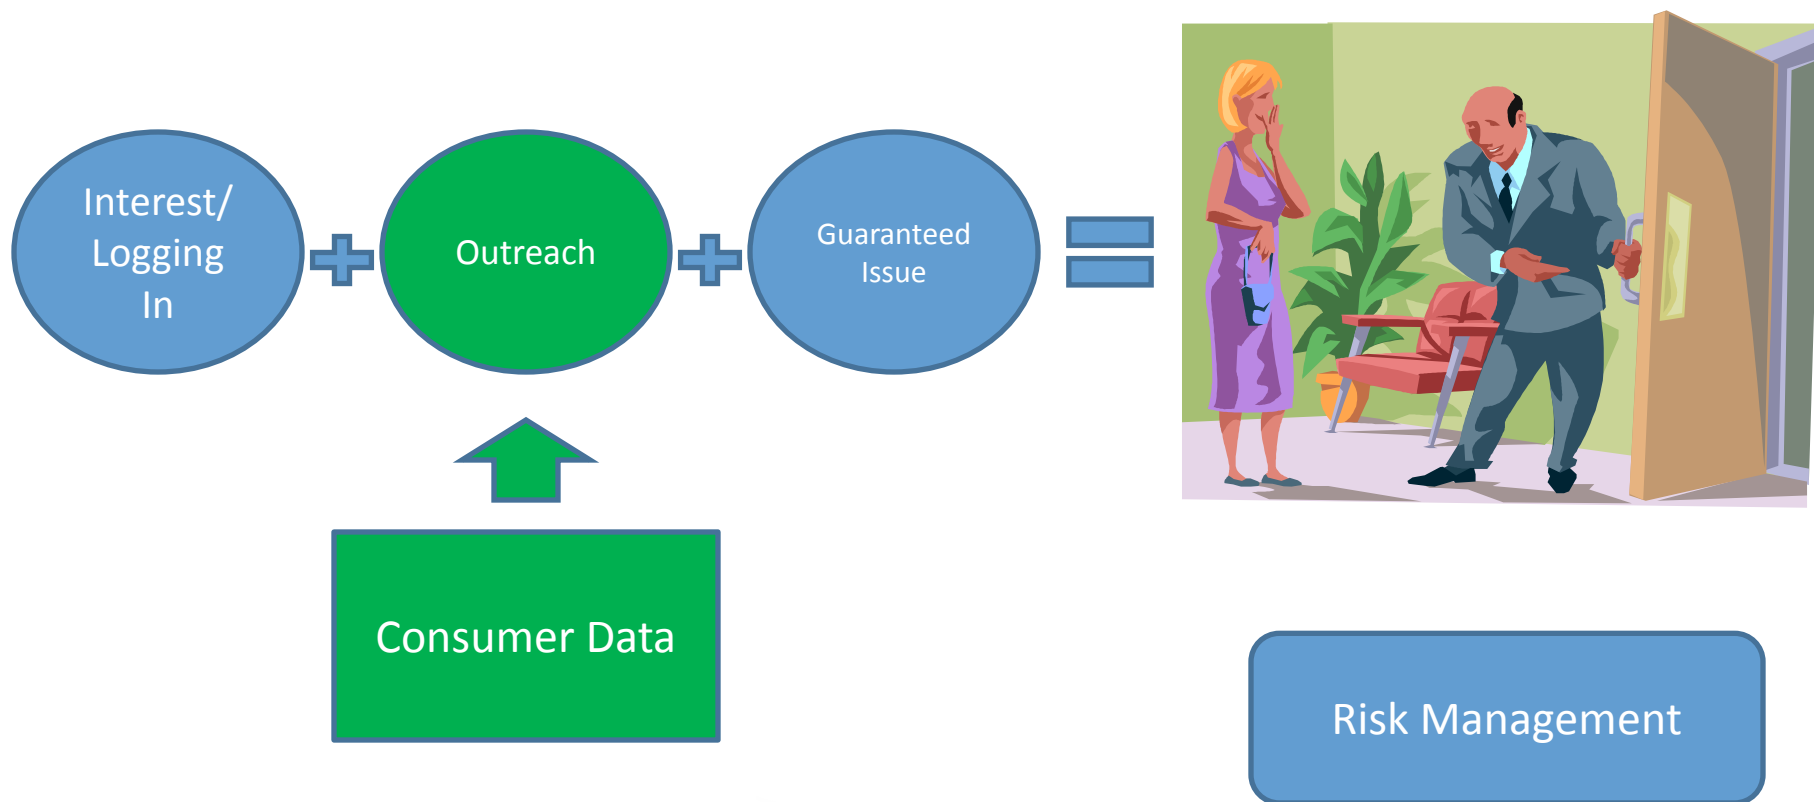 Interest/
Logging
In
Outreach
Guaranteed
Issue
Consumer Data
Risk Management